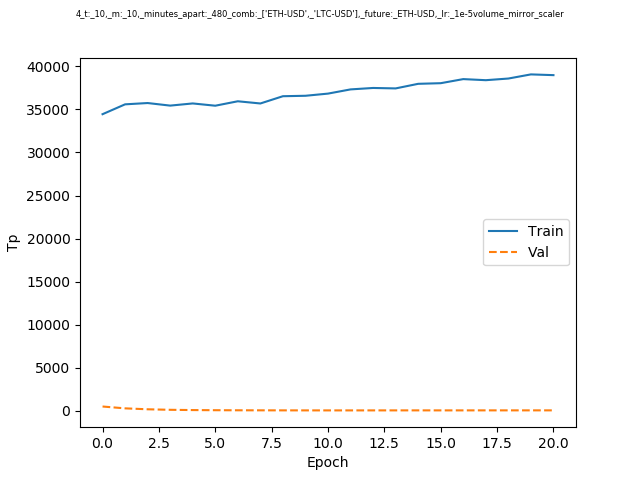 4_t:_10,_m:_10,_minutes_apart:_480_comb:_['ETH-USD',_'LTC-USD'],_future:_ETH-USD,_lr:_1e-5volume_mirror_scaler
40000
35000
30000
25000
20000
15000
10000
5000
0
Tp
Train
Val
0.0 2.5 5.0 7.5 10.0 12.5 15.0 17.5 20.0
Epoch